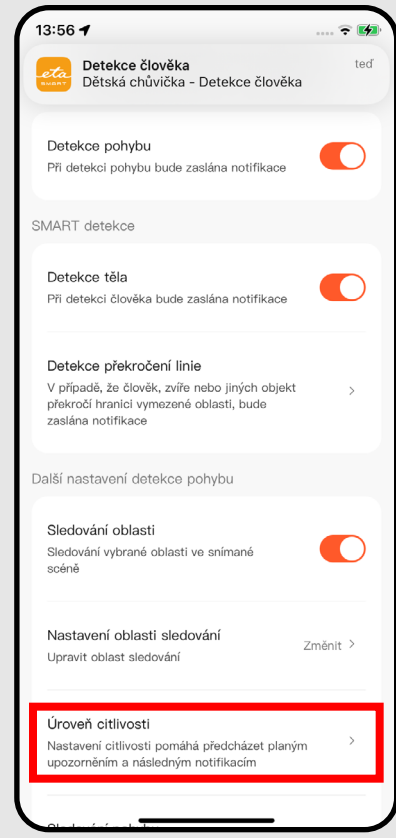 13:56
eta
SMART
Detekce člověka
teď
Dětská chůvička - Detekce člověka
Detekce pohybu
Při detekci pohybu bude zaslána notifikace
SMART detekce
Detekce těla
Při detekci člověka bude zaslána notifikace
Detekce překročení linie
V případě, že člověk, zvíře nebo jiných objekt
překročí hranici vymezené oblasti, bude
zaslána notifikace
Další nastavení detekce pohybu
Sledování oblasti
Sledování vybrané oblasti ve snímané
scéně
Nastavení oblasti sledování
Změnit
Upravit oblast sledování
Úroveň citlivosti
Nastavení citlivosti pomáhá předcházet planým
upozorněním a následným notifikacím